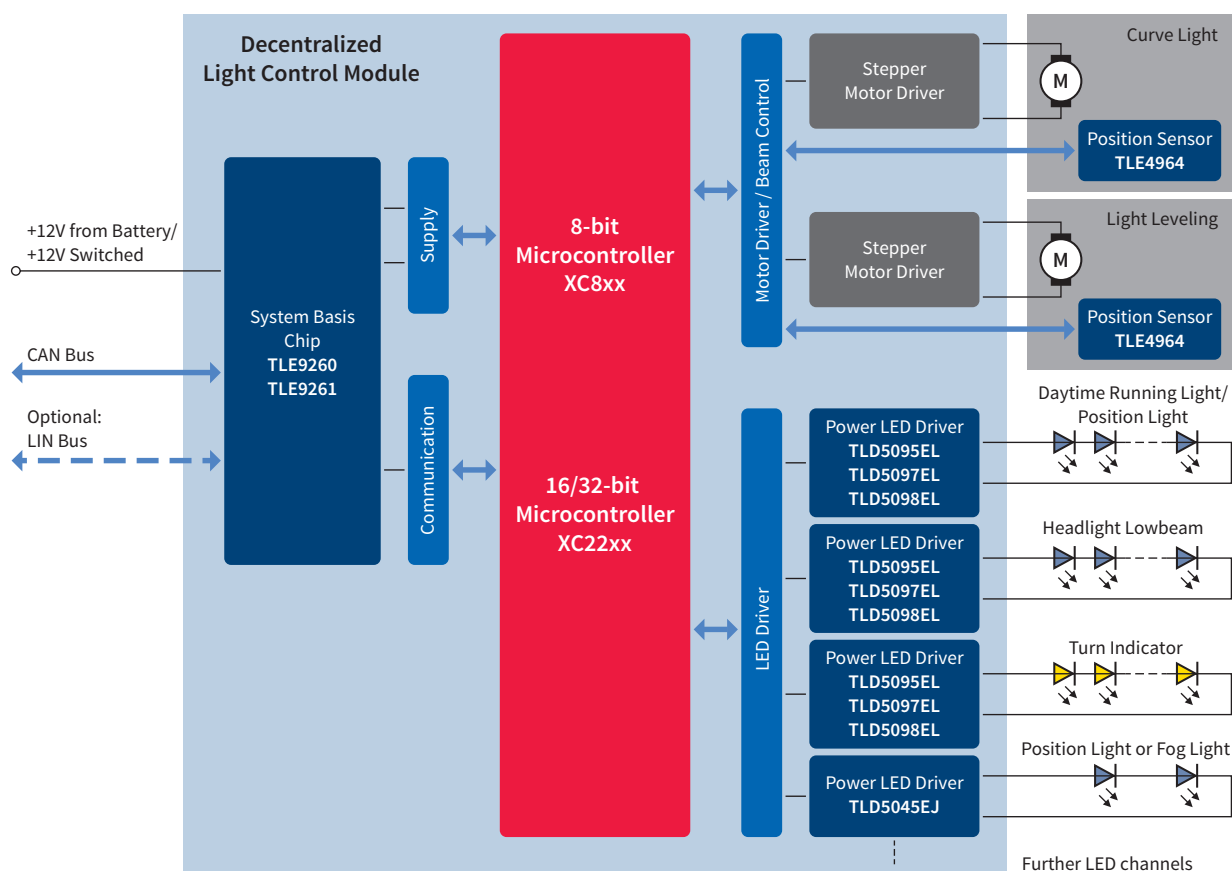 Decentralized
Light Control Module
+12V from Battery/
+12V Switched
CAN Bus
Optional:
LIN Bus
System Basis
Chip
TLE9260
TLE9261
Supply
Communication
8-bit
Microcontroller
XC8xx
16/32-bit
Microcontroller
XC22xx
Motor Driver / Beam Control
LED Driver
Stepper
Motor Driver
Curve Light
M
Position Sensor
TLE4964
Stepper
Motor Driver
Light Leveling
M
Position Sensor
TLE4964
Power LED Driver
TLD5095EL
TLD5097EL
TLD5098EL
Daytime Running Light/
Position Light
Power LED Driver
TLD5095EL
TLD5097EL
TLD5098EL
Headlight Lowbeam
Power LED Driver
TLD5095EL
TLD5097EL
TLD5098EL
Turn Indicator
Power LED Driver
TLD5045EJ
Position Light or Fog Light
Further LED channels